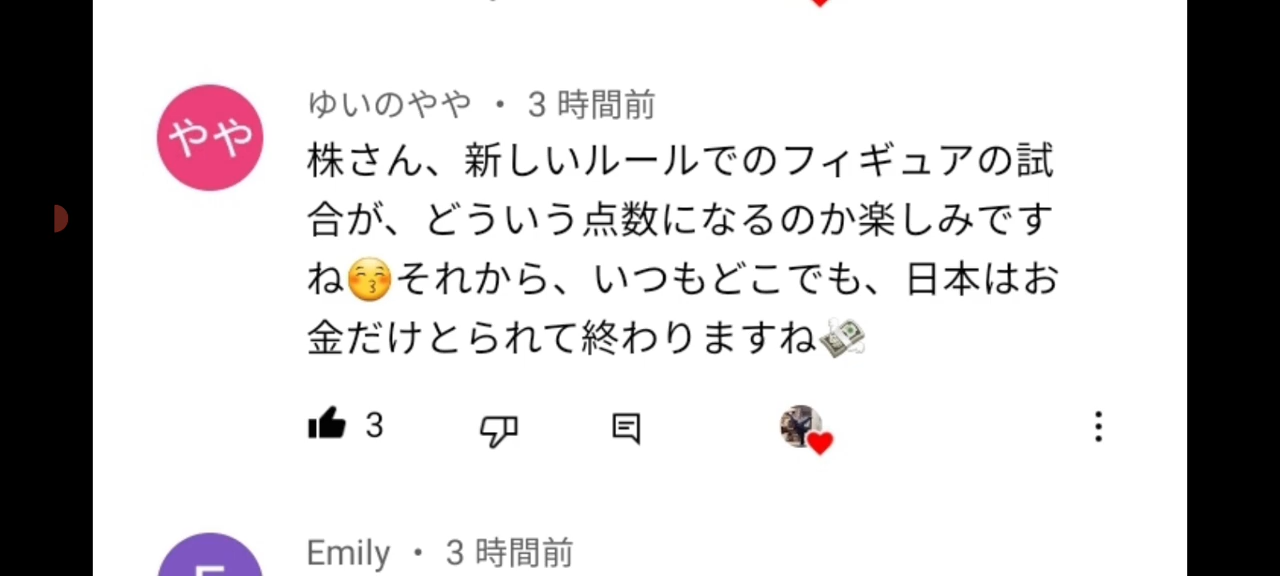 やや
ゆいのやや・3 時間前
株さん、新しいルールでのフィギュアの試
合が、どういう点数になるのか楽しみです
ね😚それから、いつもどこでも、日本はお
金だけとられて終わりますね💸
3
Emily・3 時間前